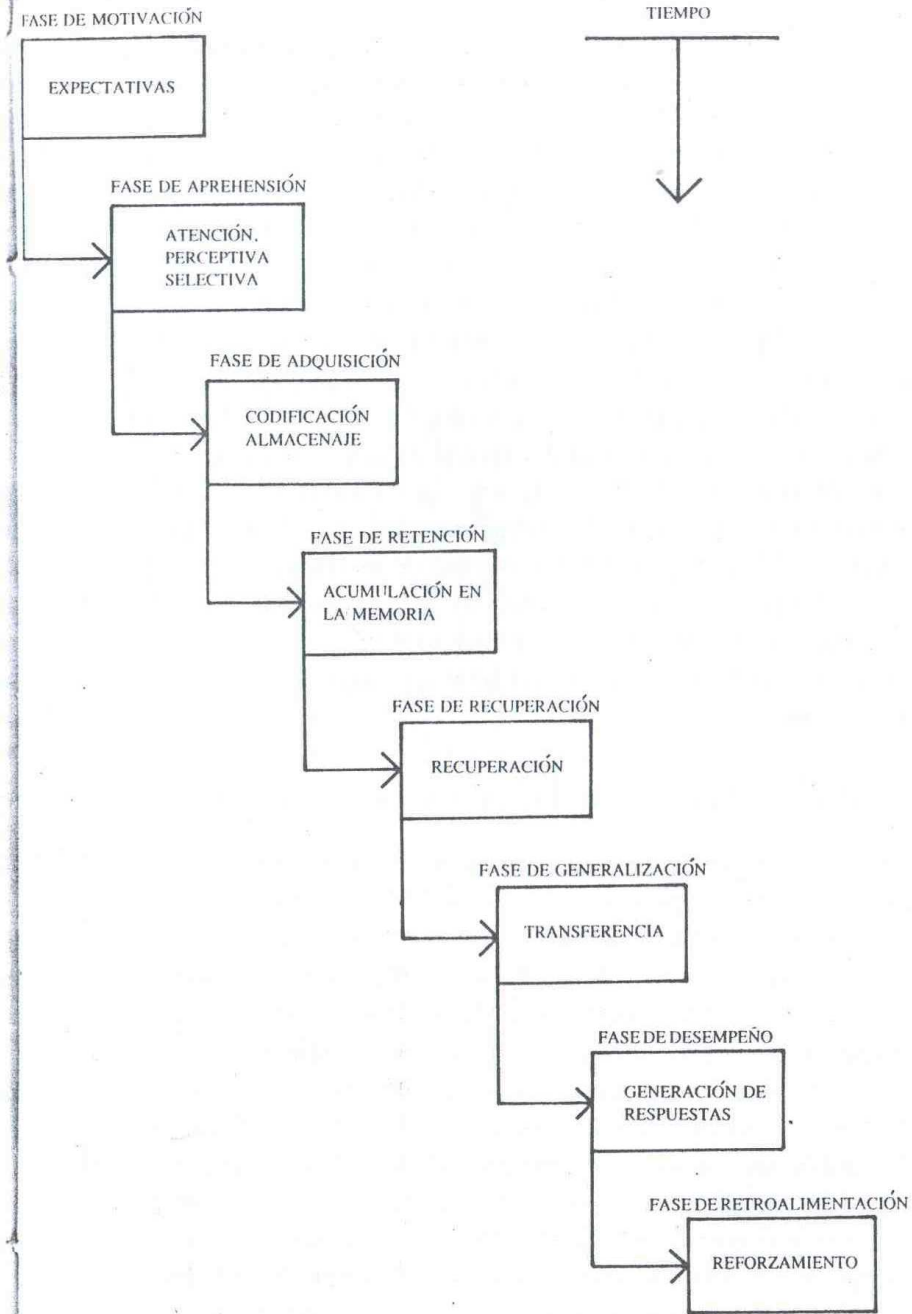 FASE DE MOTIVACIÓN
TIEMPO
EXPECTATIVAS
FASE DE APREHENSIÓN
ATENCIÓN,
PERCEPTIVA
SELECTIVA
FASE DE ADQUISICIÓN
CODIFICACIÓN
ALMACENAJE
FASE DE RETENCIÓN
ACUMULACIÓN EN
LA MEMORIA
FASE DE RECUPERACIÓN
RECUPERACIÓN
FASE DE GENERALIZACIÓN
TRANSFERENCIA
FASE DE DESEMPEÑO
GENERACIÓN DE
RESPUESTAS
FASE DE RETROALIMENTACIÓN
REFORZAMIENTO